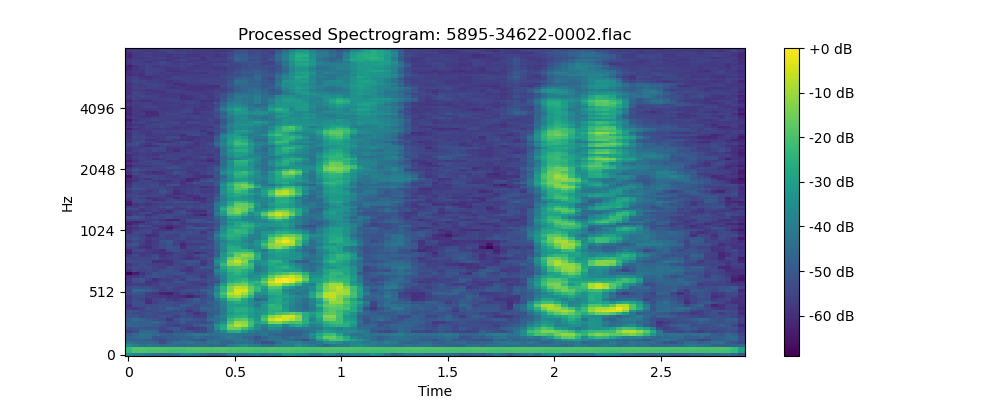 Processed Spectrogram: 5895-34622-0002.flac
Hz
4096
2048
1024
512
0
0
0.5
1
1.5
2
2.5
Time
+0 dB
-10 dB
-20 dB
-30 dB
-40 dB
-50 dB
-60 dB